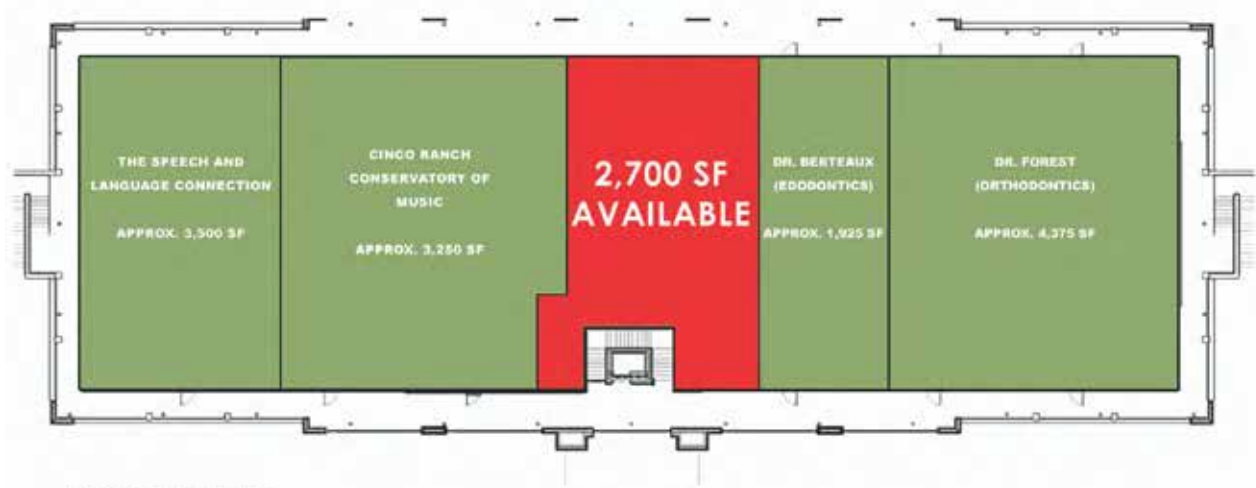 THE SPEECH AND
LANGUAGE CONNECTION
APPROX. 3,500 SF
CINCO RANCH
CONSERVATORY OF
MUSIC
APPROX. 3,250 SF
2,700 SF
AVAILABLE
DR. BERTEAUX
(EDODONTICS)
APPROX. 1,925 SF
DR. FOREST
(ORTHODONTICS)
APPROX. 4,375 SF